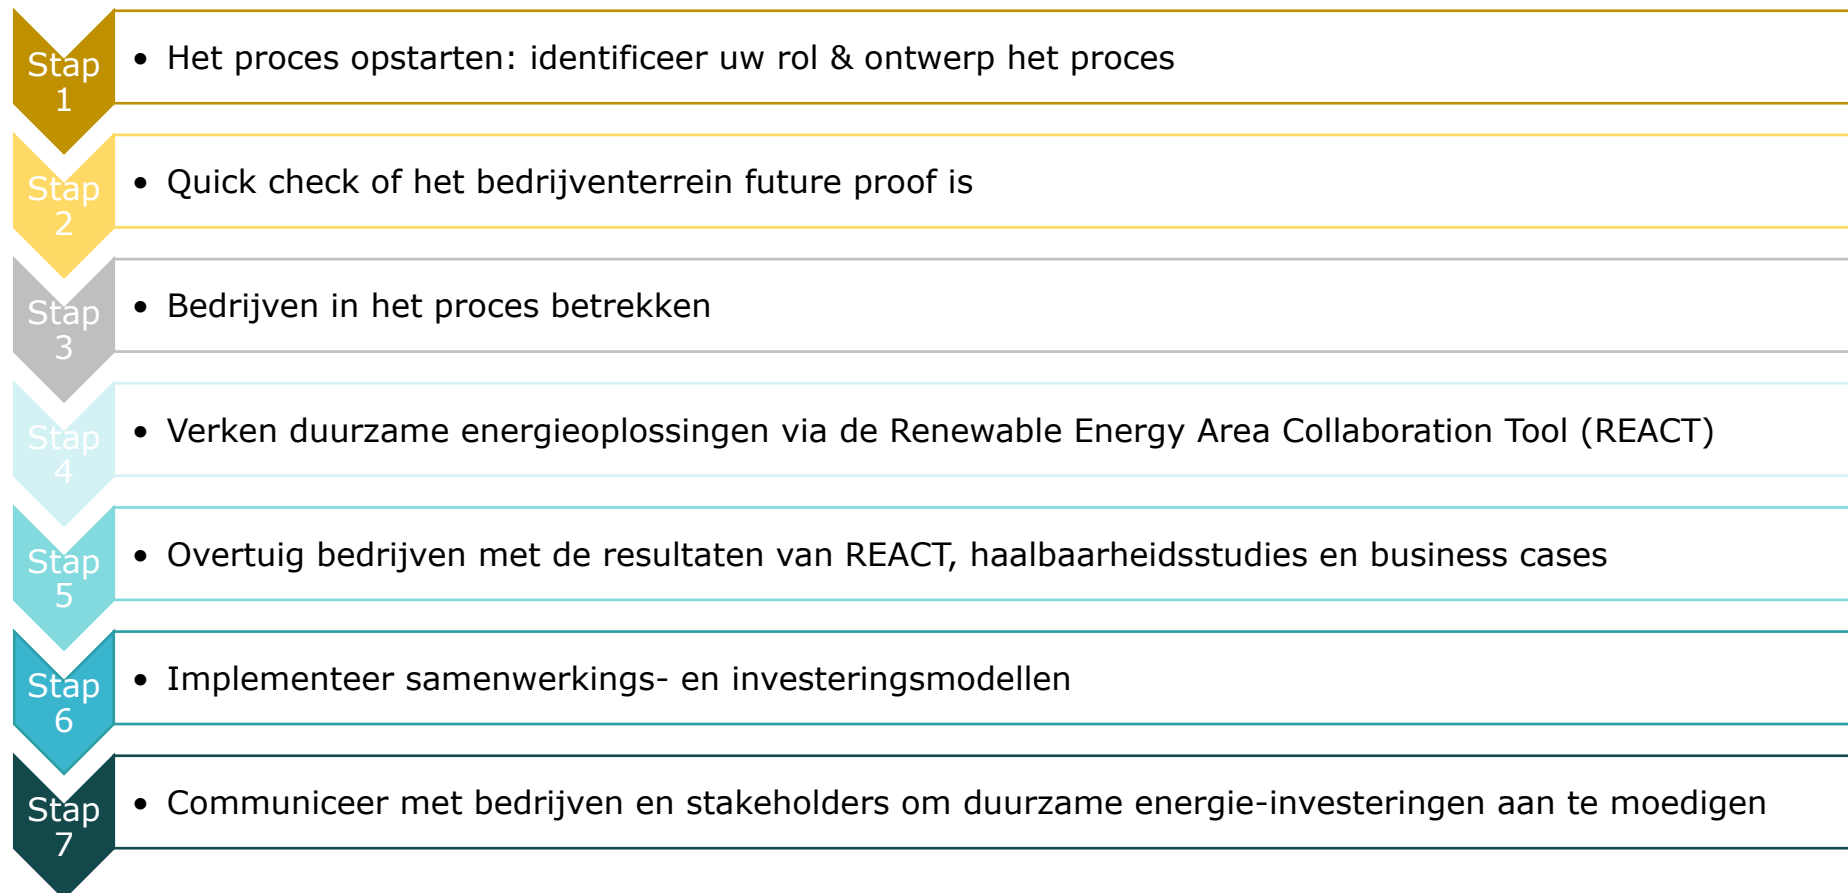 Stap
1
• Het proces opstarten: identificeer uw rol & ontwerp het proces
Stap
2
• Quick check of het bedrijventerrein future proof is
Stap
3
• Bedrijven in het proces betrekken
Stap
4
• Verken duurzame energieoplossingen via de Renewable Energy Area Collaboration Tool (REACT)
Stap
5
• Overtuig bedrijven met de resultaten van REACT, haalbaarheidsstudies en business cases
Stap
6
• Implementeer samenwerkings- en investeringsmodellen
Stap
7
• Communiceer met bedrijven en stakeholders om duurzame energie-investeringen aan te moedigen